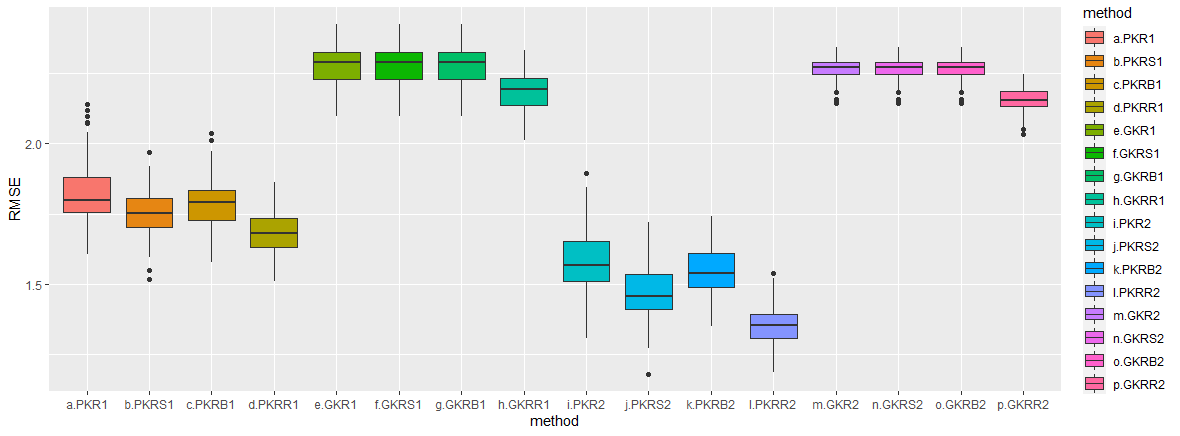 RMSE
2.0
1.5
a.PKR1 b.PKRS1 c.PKRB1 d.PKRR1 e.GKR1 f.GKRS1 g.GKRB1 h.GKRR1 i.PKR2 j.PKRS2 k.PKRB2 l.PKRR2 m.GKR2 n.GKRS2 o.GKRB2 p.GKRR2
method
method
a.PKR1
b.PKRS1
c.PKRB1
d.PKRR1
e.GKR1
f.GKRS1
g.GKRB1
h.GKRR1
i.PKR2
j.PKRS2
k.PKRB2
l.PKRR2
m.GKR2
n.GKRS2
o.GKRB2
p.GKRR2